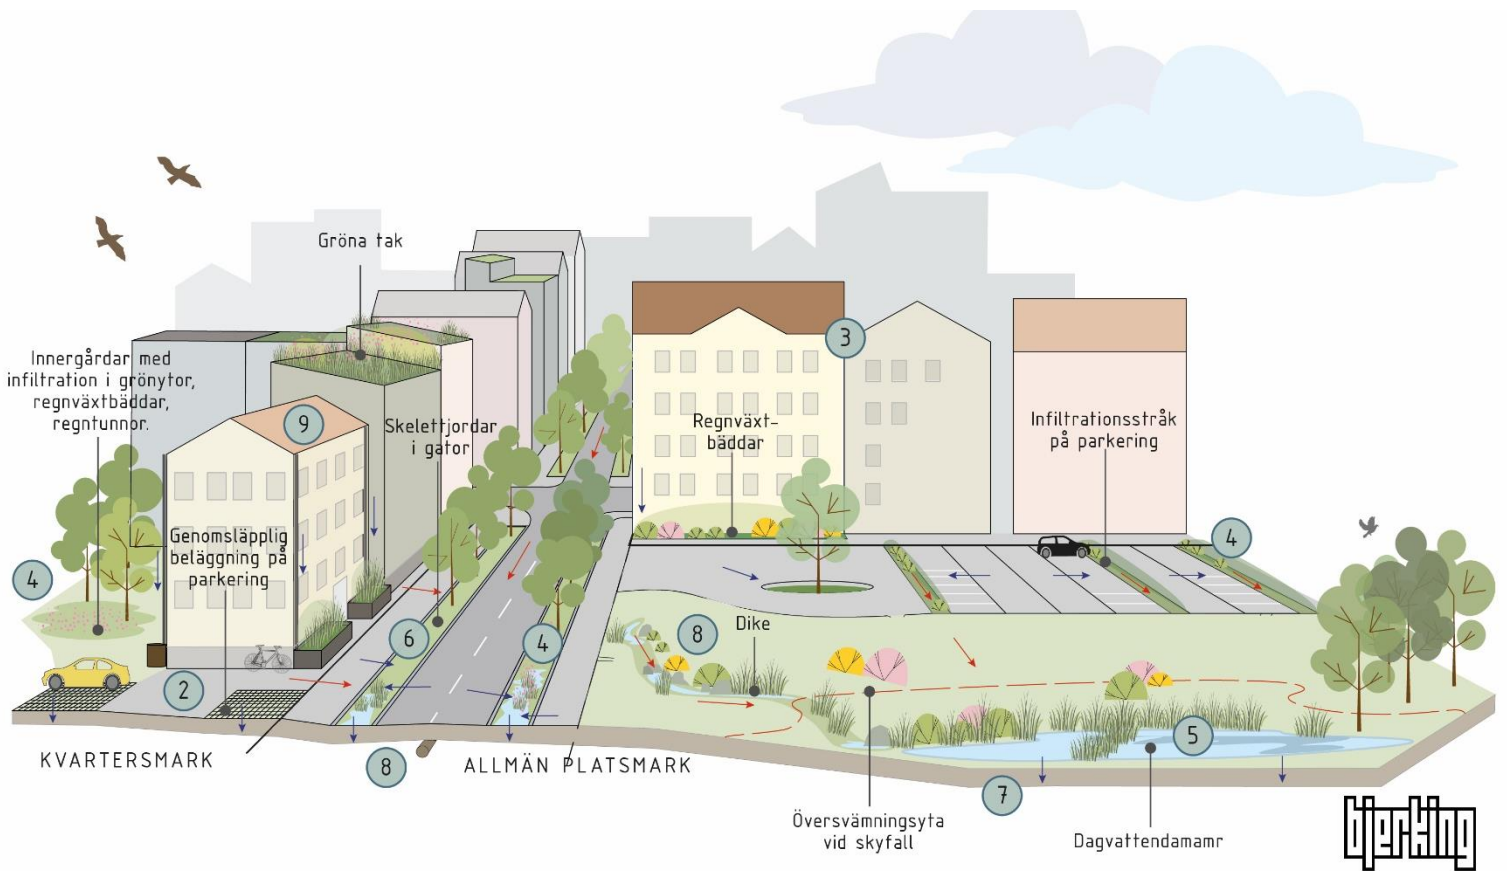 Gröna tak
Innergårdar med
infiltration i grönytor,
regnväxtbäddar,
regntunnor.
9
3
Skelettjordar
i gator
Regnväxt-
bäddar
Infiltrationsstråk
på parkering
Genomsläpplig
beläggning på
parkering
4
4
6
4
8
Dike
2
5
KVARTERSMARK
8
ALLMÄN PLATSMARK
7
Översvämningsyta
vid skyfall
Dagvattendamamr
bjerking